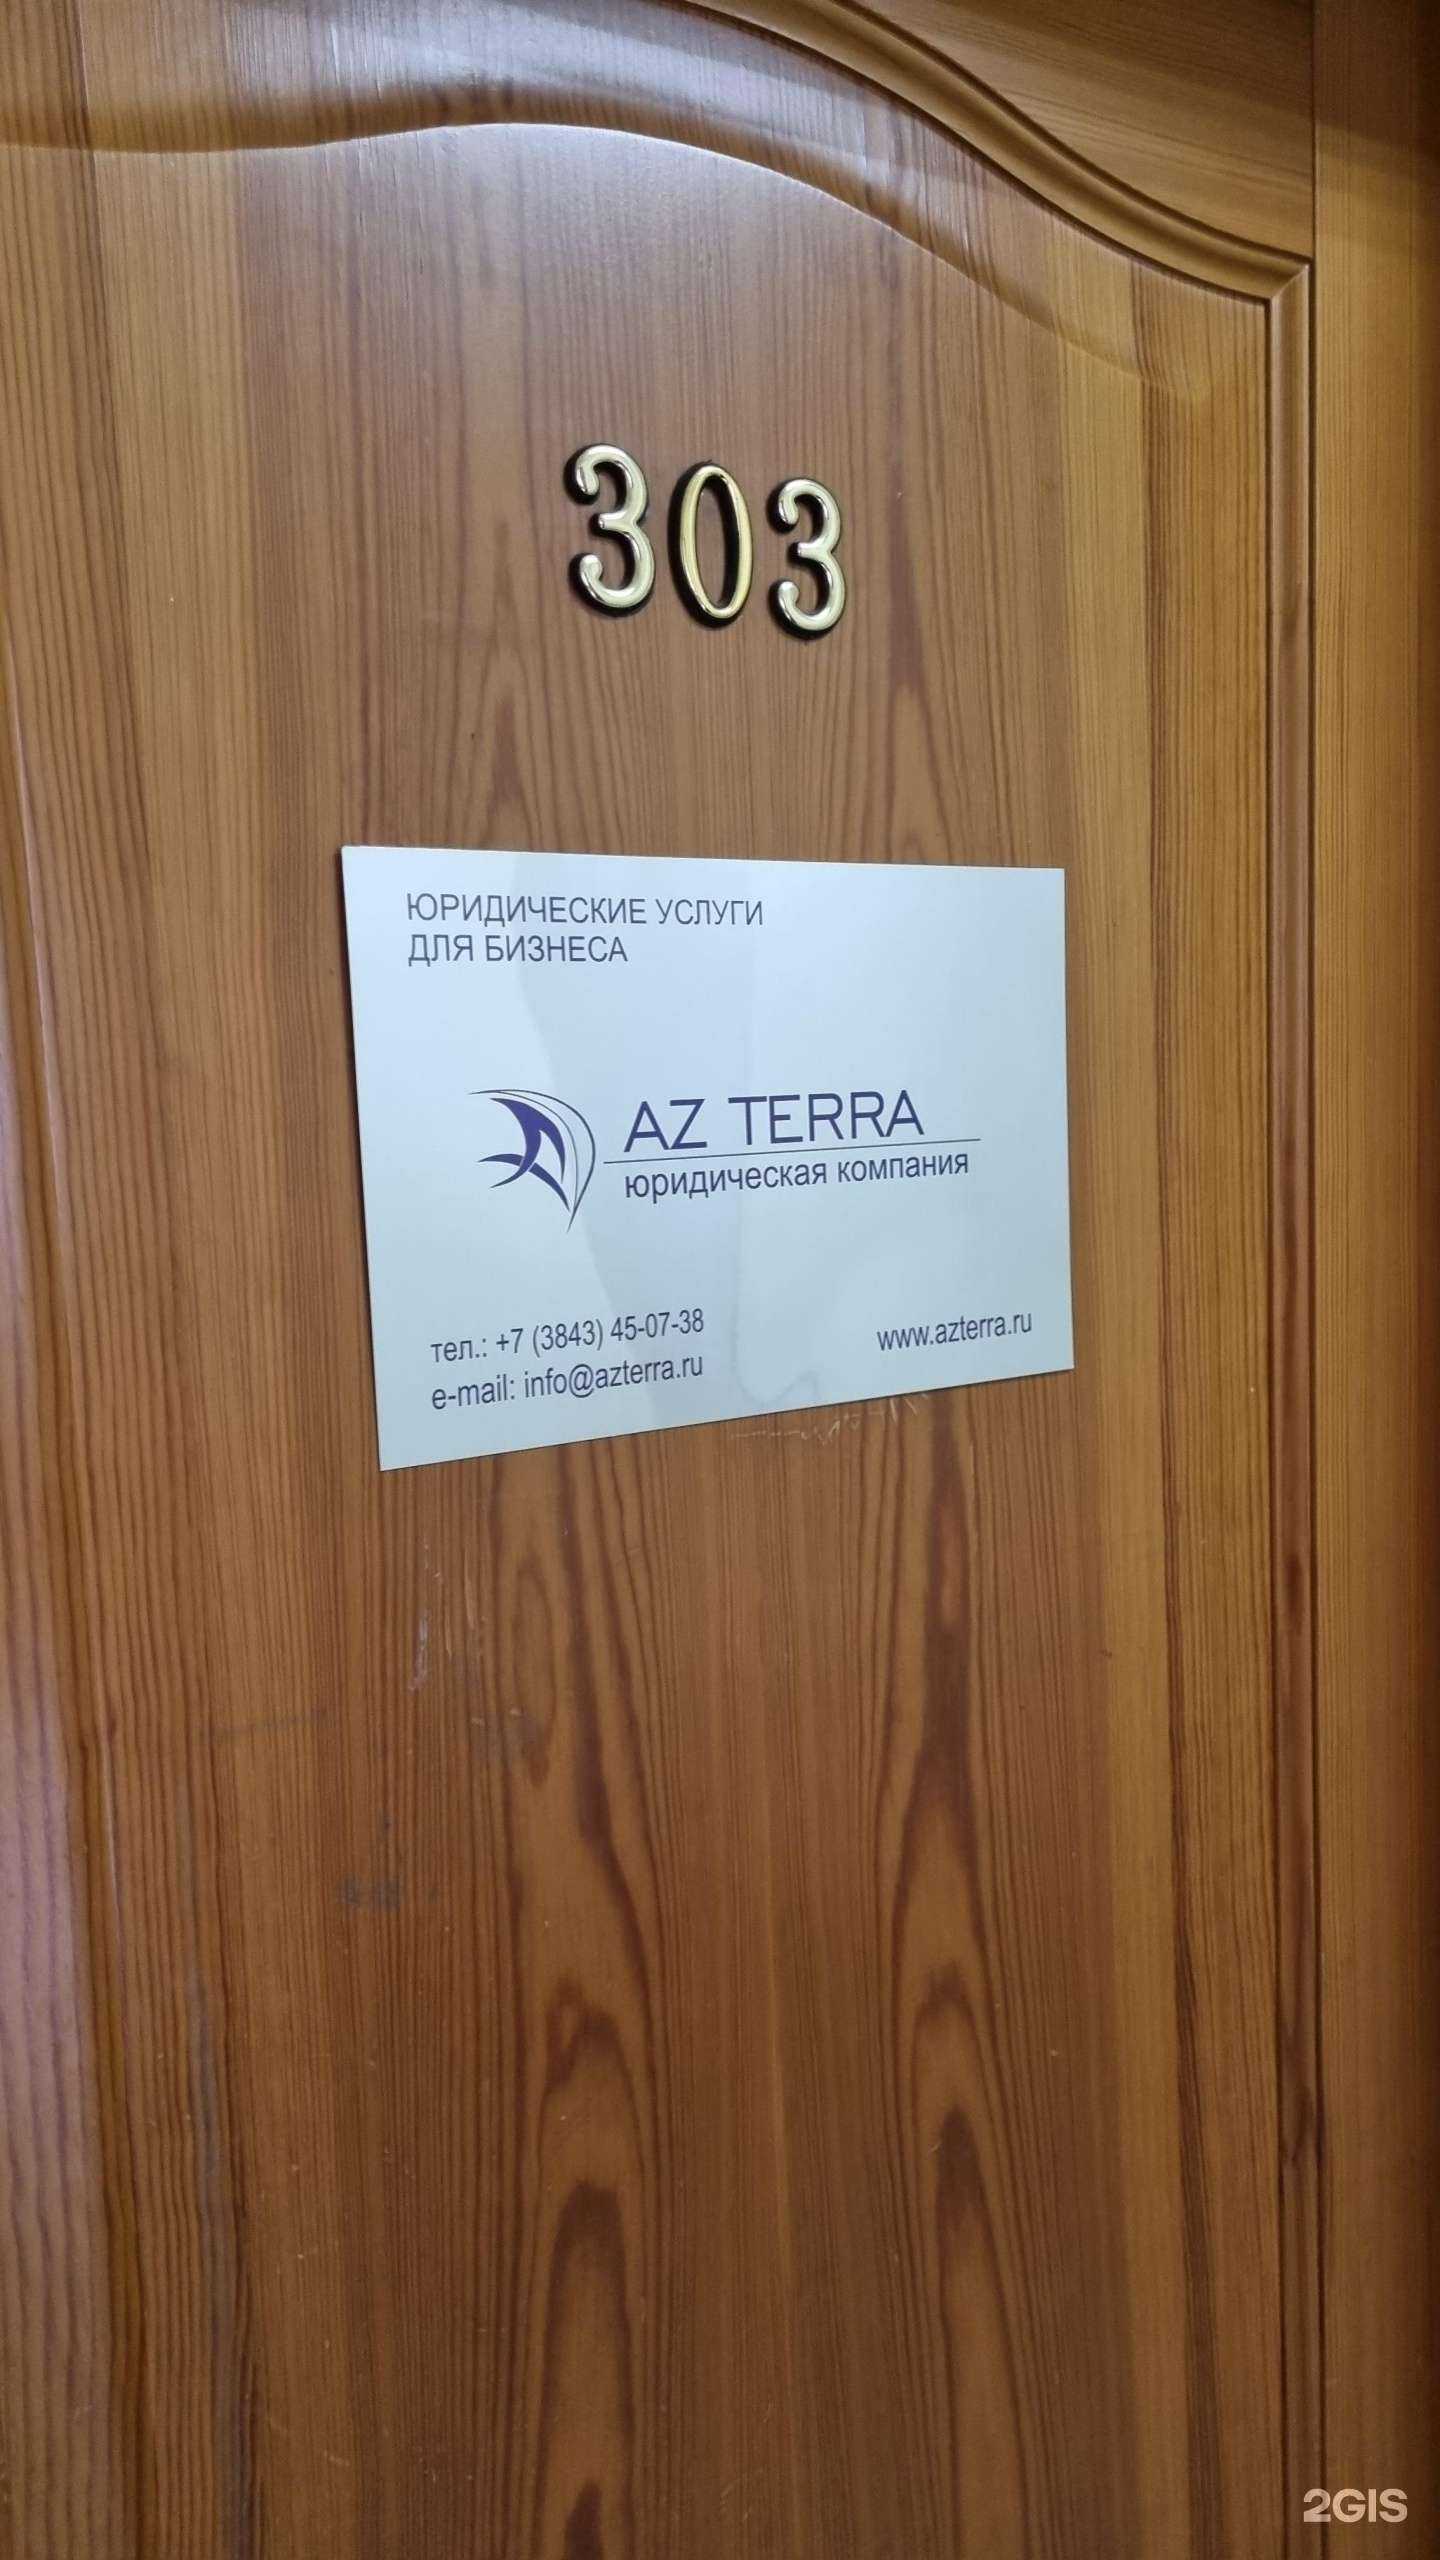 303
ЮРИДИЧЕСКИЕ УСЛУГИ
ДЛЯ БИЗНЕСА
AZ TERRA
юридическая компания
тел.: +7 (3843) 45-07-38
e-mail: info@azterra.ru
www.azterra.ru
2GIS